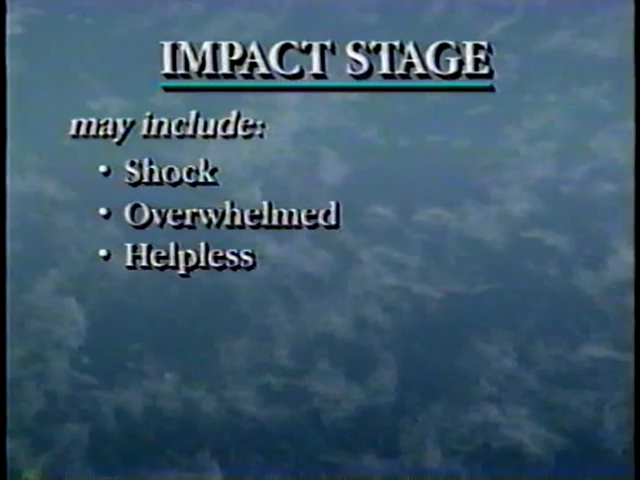 IMPACT STAGE
may include:
• Shock
• Overwhelmed
• Helpless